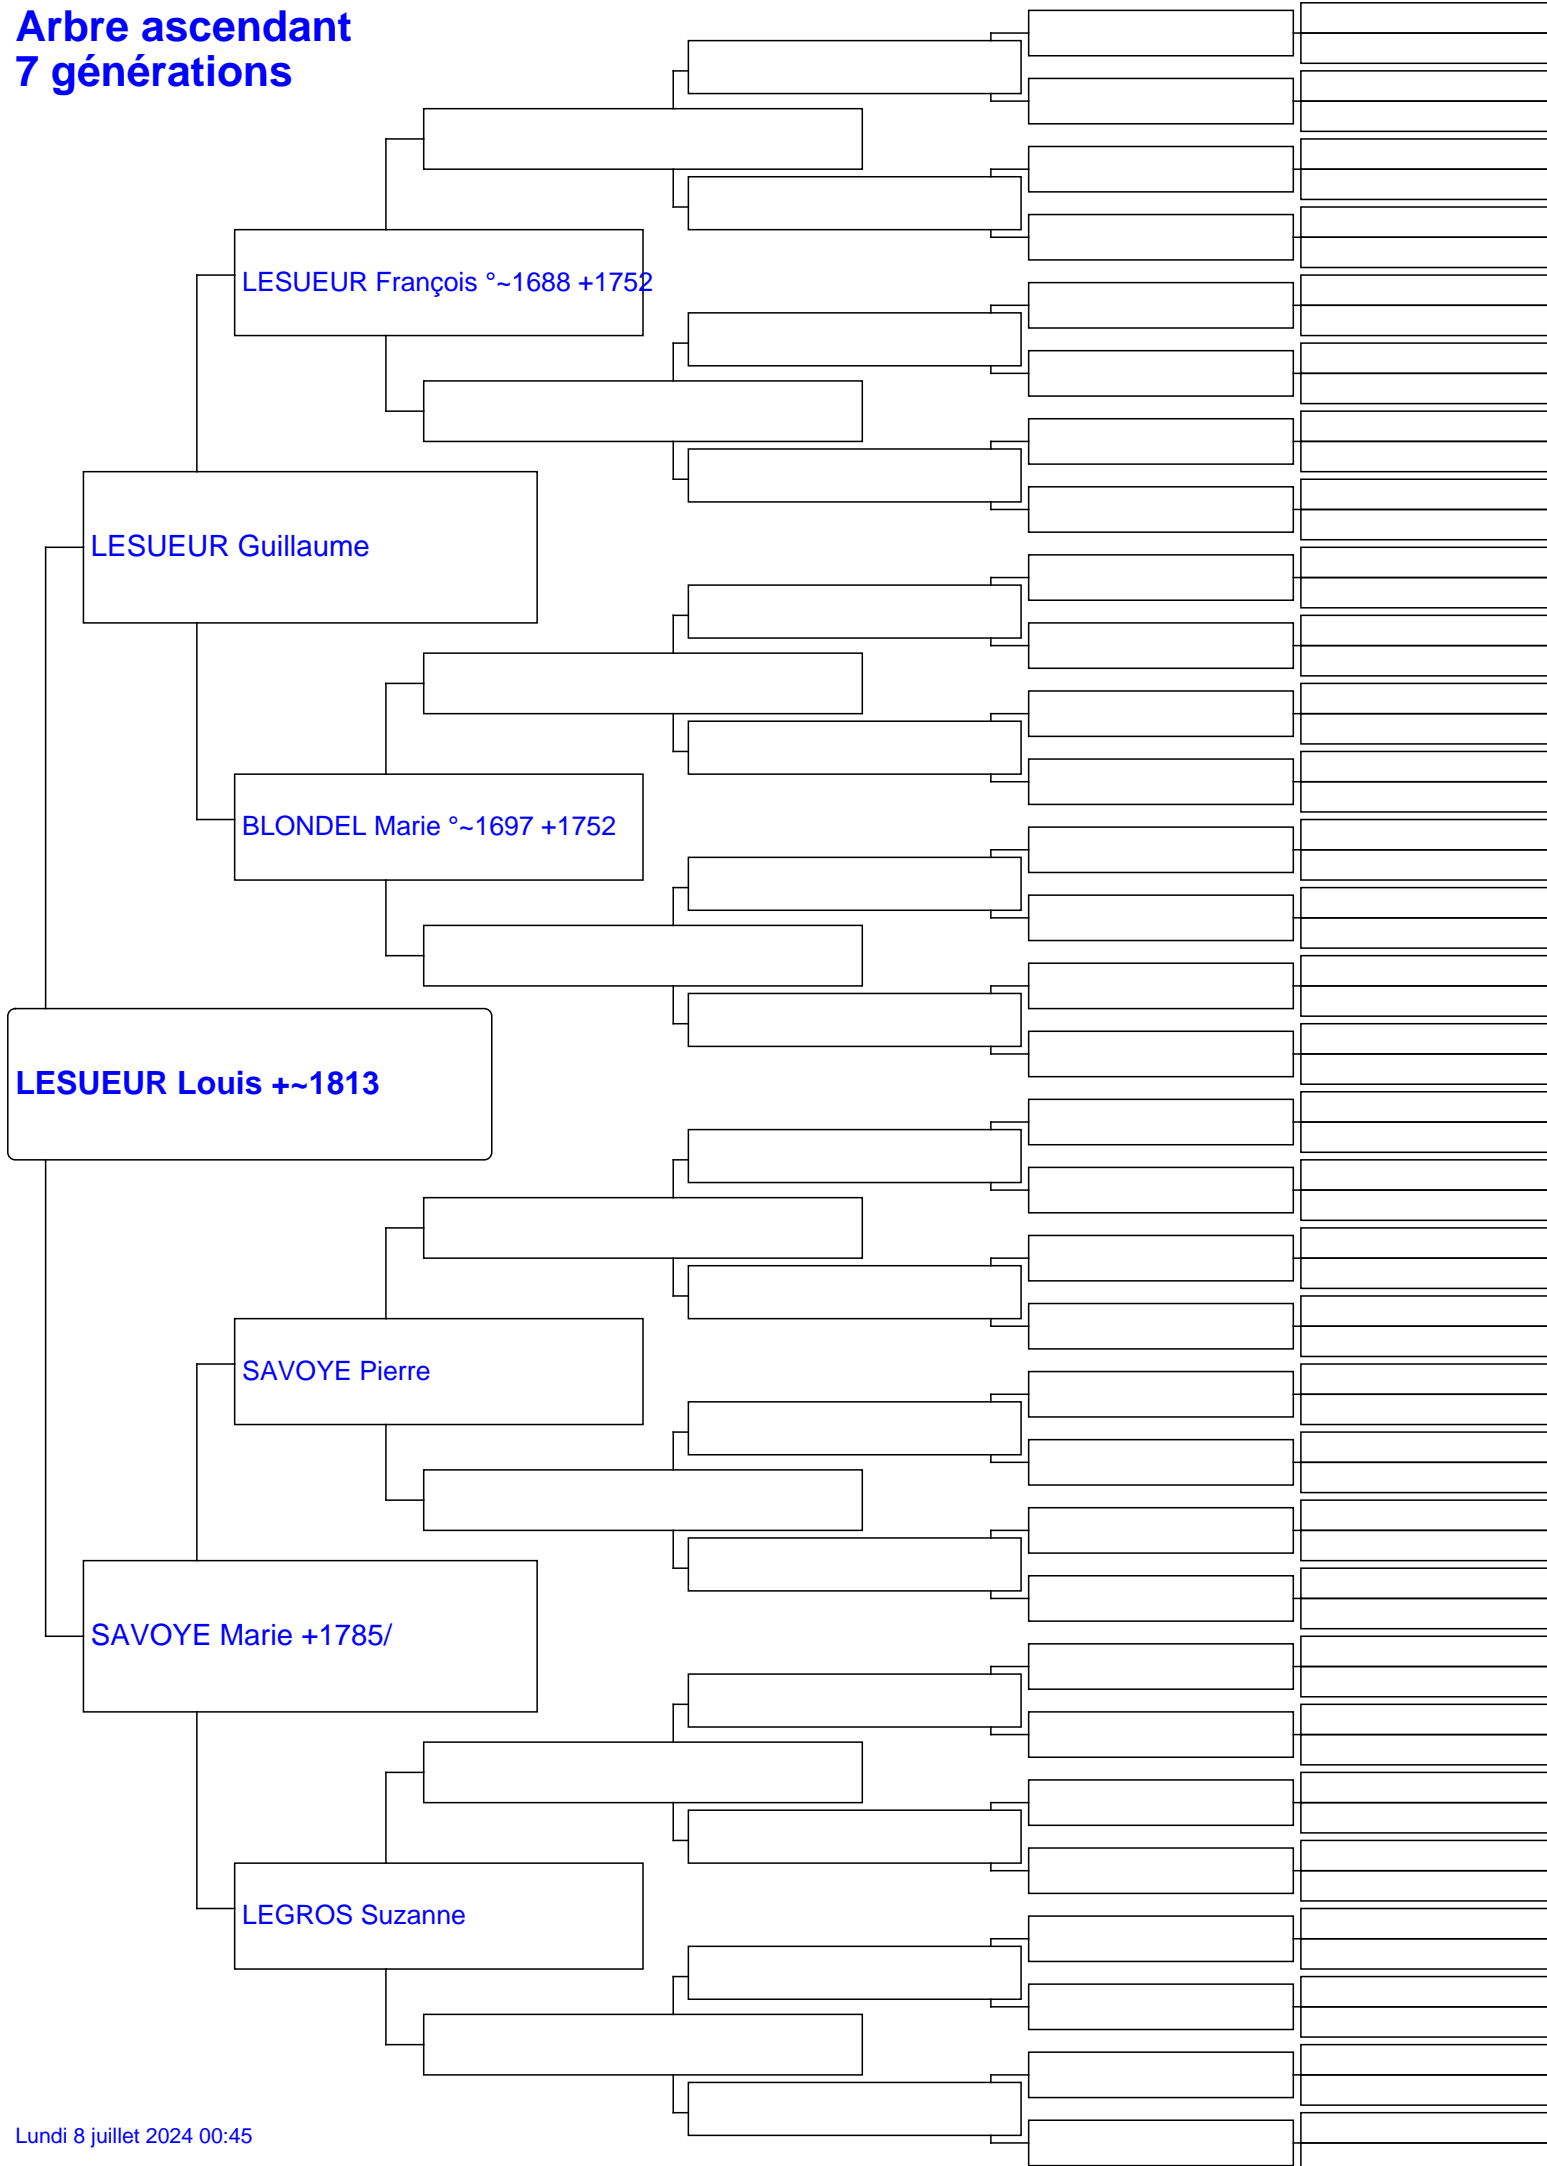 Arbre ascendant
7 générations
LESUEUR François °~1688 +1752
LESUEUR Guillaume
BLONDEL Marie °~1697 +1752
LESUEUR Louis +~1813
SAVOYE Pierre
SAVOYE Marie +1785/
LEGROS Suzanne
Lundi 8 juillet 2024 00:45